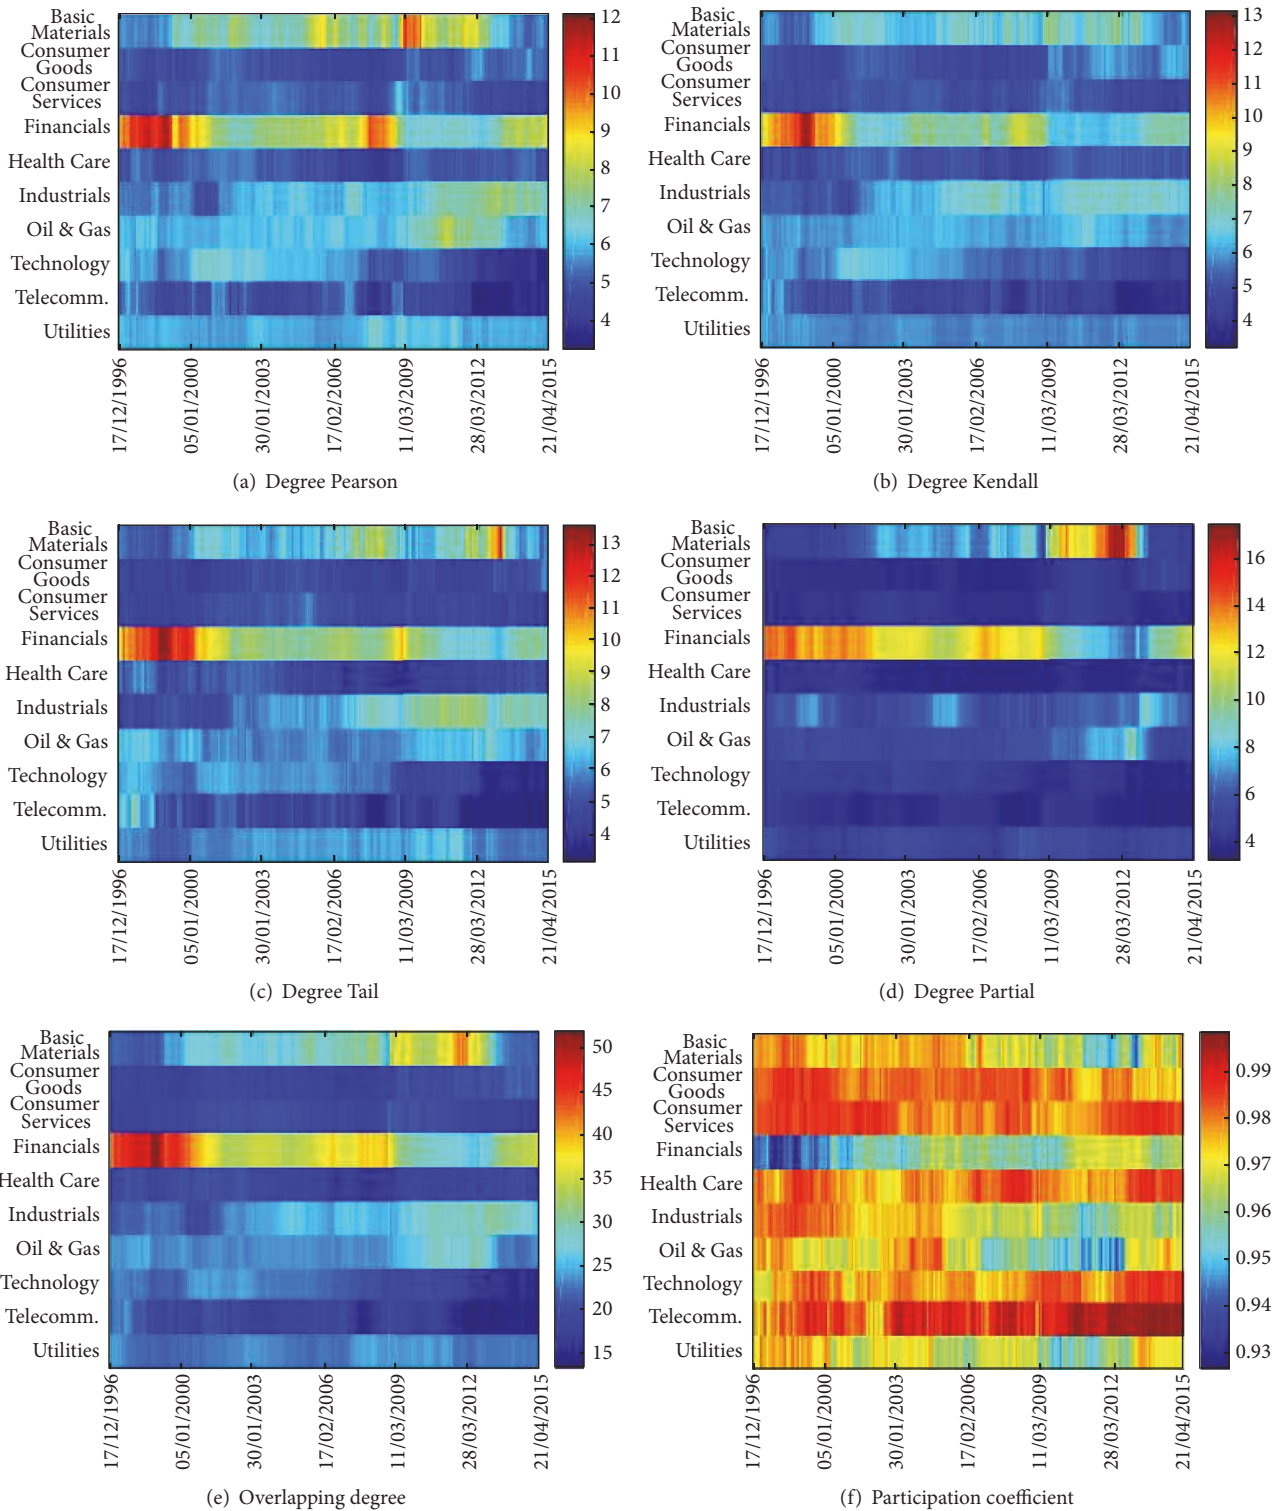 Basic
Materials
Consumer
Goods
Consumer
Services
Financials
Health Care
Industrials
Oil & Gas
Technology
Telecomm.
Utilities
12
11
10
9
8
7
6
5
4
17/12/1996
05/01/2000
30/01/2003
17/02/2006
11/03/2009
28/03/2012
21/04/2015
(a) Degree Pearson
Basic
Materials
Consumer
Goods
Consumer
Services
Financials
Health Care
Industrials
Oil & Gas
Technology
Telecomm.
Utilities
13
12
11
10
9
8
7
6
5
4
17/12/1996
05/01/2000
30/01/2003
17/02/2006
11/03/2009
28/03/2012
21/04/2015
(b) Degree Kendall
Basic
Materials
Consumer
Goods
Consumer
Services
Financials
Health Care
Industrials
Oil & Gas
Technology
Telecomm.
Utilities
13
12
11
10
9
8
7
6
5
4
17/12/1996
05/01/2000
30/01/2003
17/02/2006
11/03/2009
28/03/2012
21/04/2015
(c) Degree Tail
Basic
Materials
Consumer
Goods
Consumer
Services
Financials
Health Care
Industrials
Oil & Gas
Technology
Telecomm.
Utilities
16
14
12
10
8
6
4
17/12/1996
05/01/2000
30/01/2003
17/02/2006
11/03/2009
28/03/2012
21/04/2015
(d) Degree Partial
Basic
Materials
Consumer
Goods
Consumer
Services
Financials
Health Care
Industrials
Oil & Gas
Technology
Telecomm.
Utilities
50
45
40
35
30
25
20
15
17/12/1996
05/01/2000
30/01/2003
17/02/2006
11/03/2009
28/03/2012
21/04/2015
(e) Overlapping degree
Basic
Materials
Consumer
Goods
Consumer
Services
Financials
Health Care
Industrials
Oil & Gas
Technology
Telecomm.
Utilities
0.99
0.98
0.97
0.96
0.95
0.94
0.93
17/12/1996
05/01/2000
30/01/2003
17/02/2006
11/03/2009
28/03/2012
21/04/2015
(f) Participation coefficient